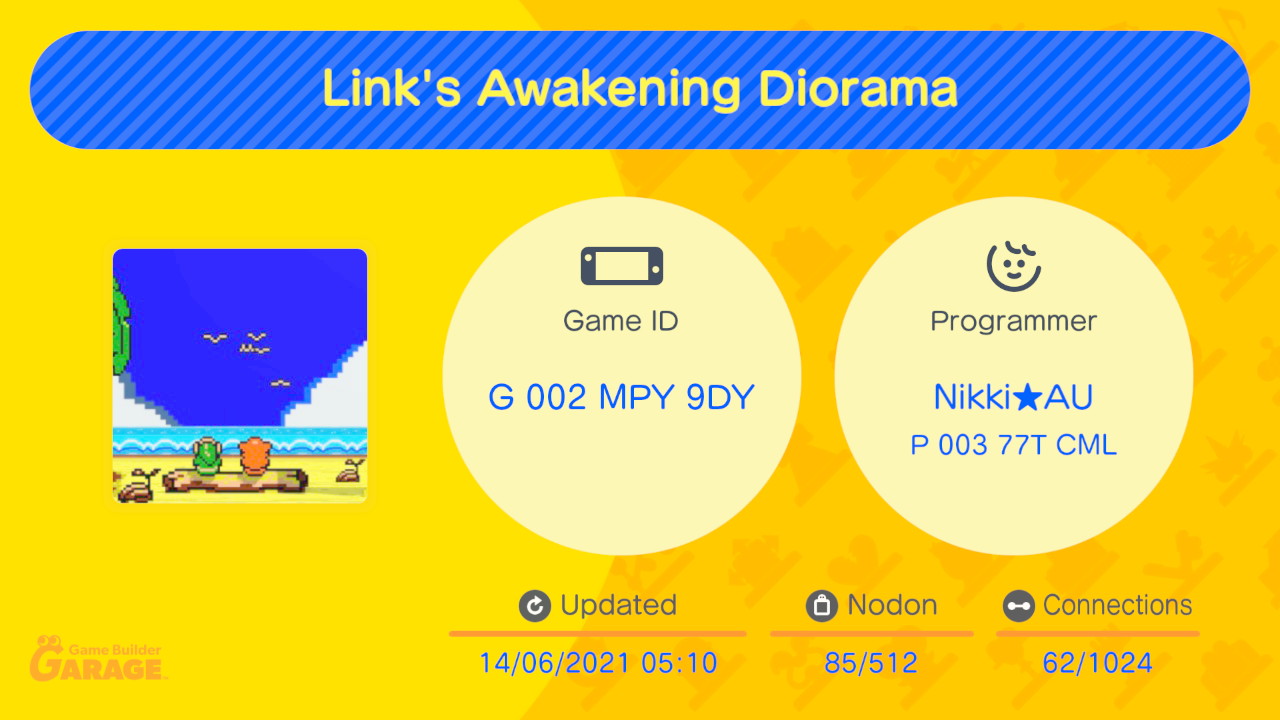 Link's Awakening Diorama
Game ID
G 002 MPY 9DY
Programmer
Nikki★AU
P 003 77T CML
Updated
14/06/2021 05:10
Nodon
85/512
Connections
62/1024
Game Builder
GARAGE™